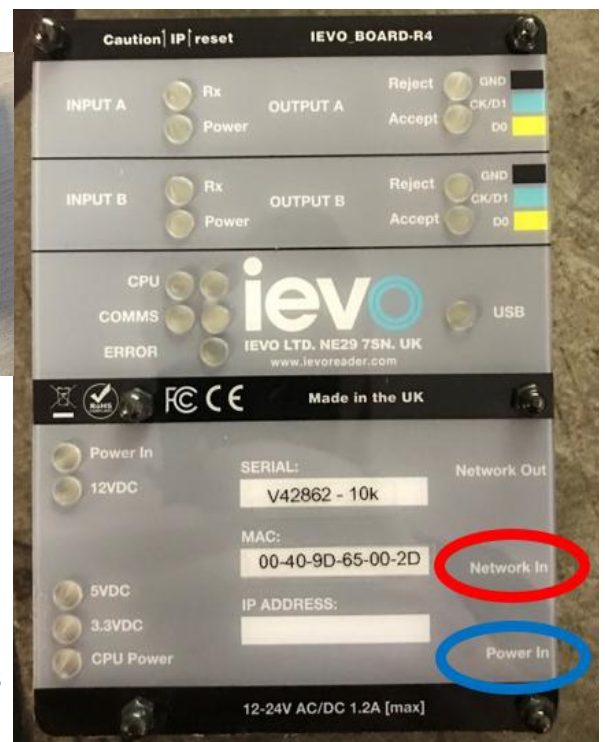 Caution IP reset IEVO_BOARD-R4
INPUT A Rx Power OUTPUT A Reject Accept GND CK/D1 D0
INPUT B Rx Power OUTPUT B Reject Accept GND CK/D1 D0
CPU
COMMS
ERROR
ievo
IEVO LTD. NE29 7SN. UK
www.ievoreader.com
USB
RoHS COMPLIANT FC CE Made in the UK
Power In
12VDC
SERIAL:
V42862 - 10k
Network Out
MAC:
00-40-9D-65-00-2D
Network In
5VDC
3.3VDC
CPU Power
IP ADDRESS:
Power In
12-24V AC/DC 1.2A [max]